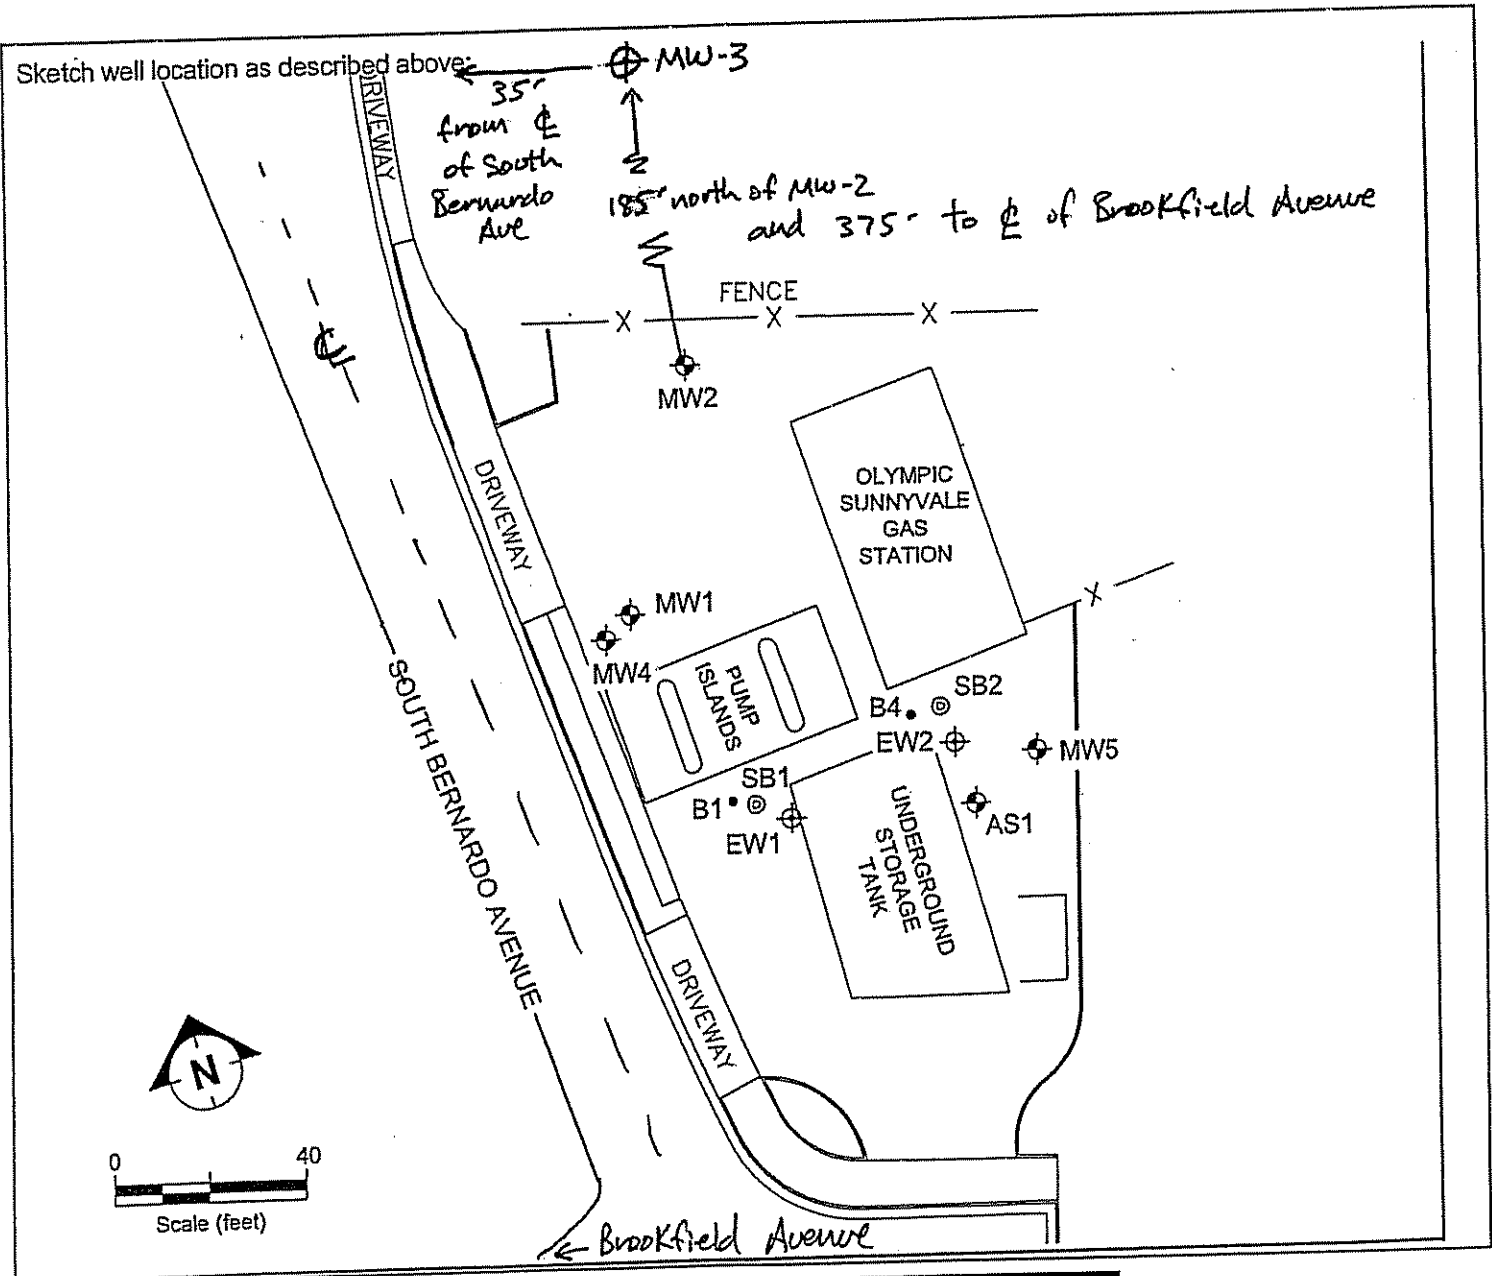 Sketch well location as described above:
MW-3
35'
from ℄
of South
Bernardo
Ave
185' north of MW-2
and 375' to ℄ of Brookfield Avenue
DRIVEWAY
FENCE
X X X
℄
MW2
OLYMPIC
SUNNYVALE
GAS
STATION
DRIVEWAY
X
MW1
MW4
PUMP
ISLANDS
SB2
B4
EW2
MW5
SB1
B1
EW1
AS1
UNDERGROUND
STORAGE
TANK
SOUTH BERNARDO AVENUE
DRIVEWAY
N
0 40
Scale (feet)
Brookfield Avenue